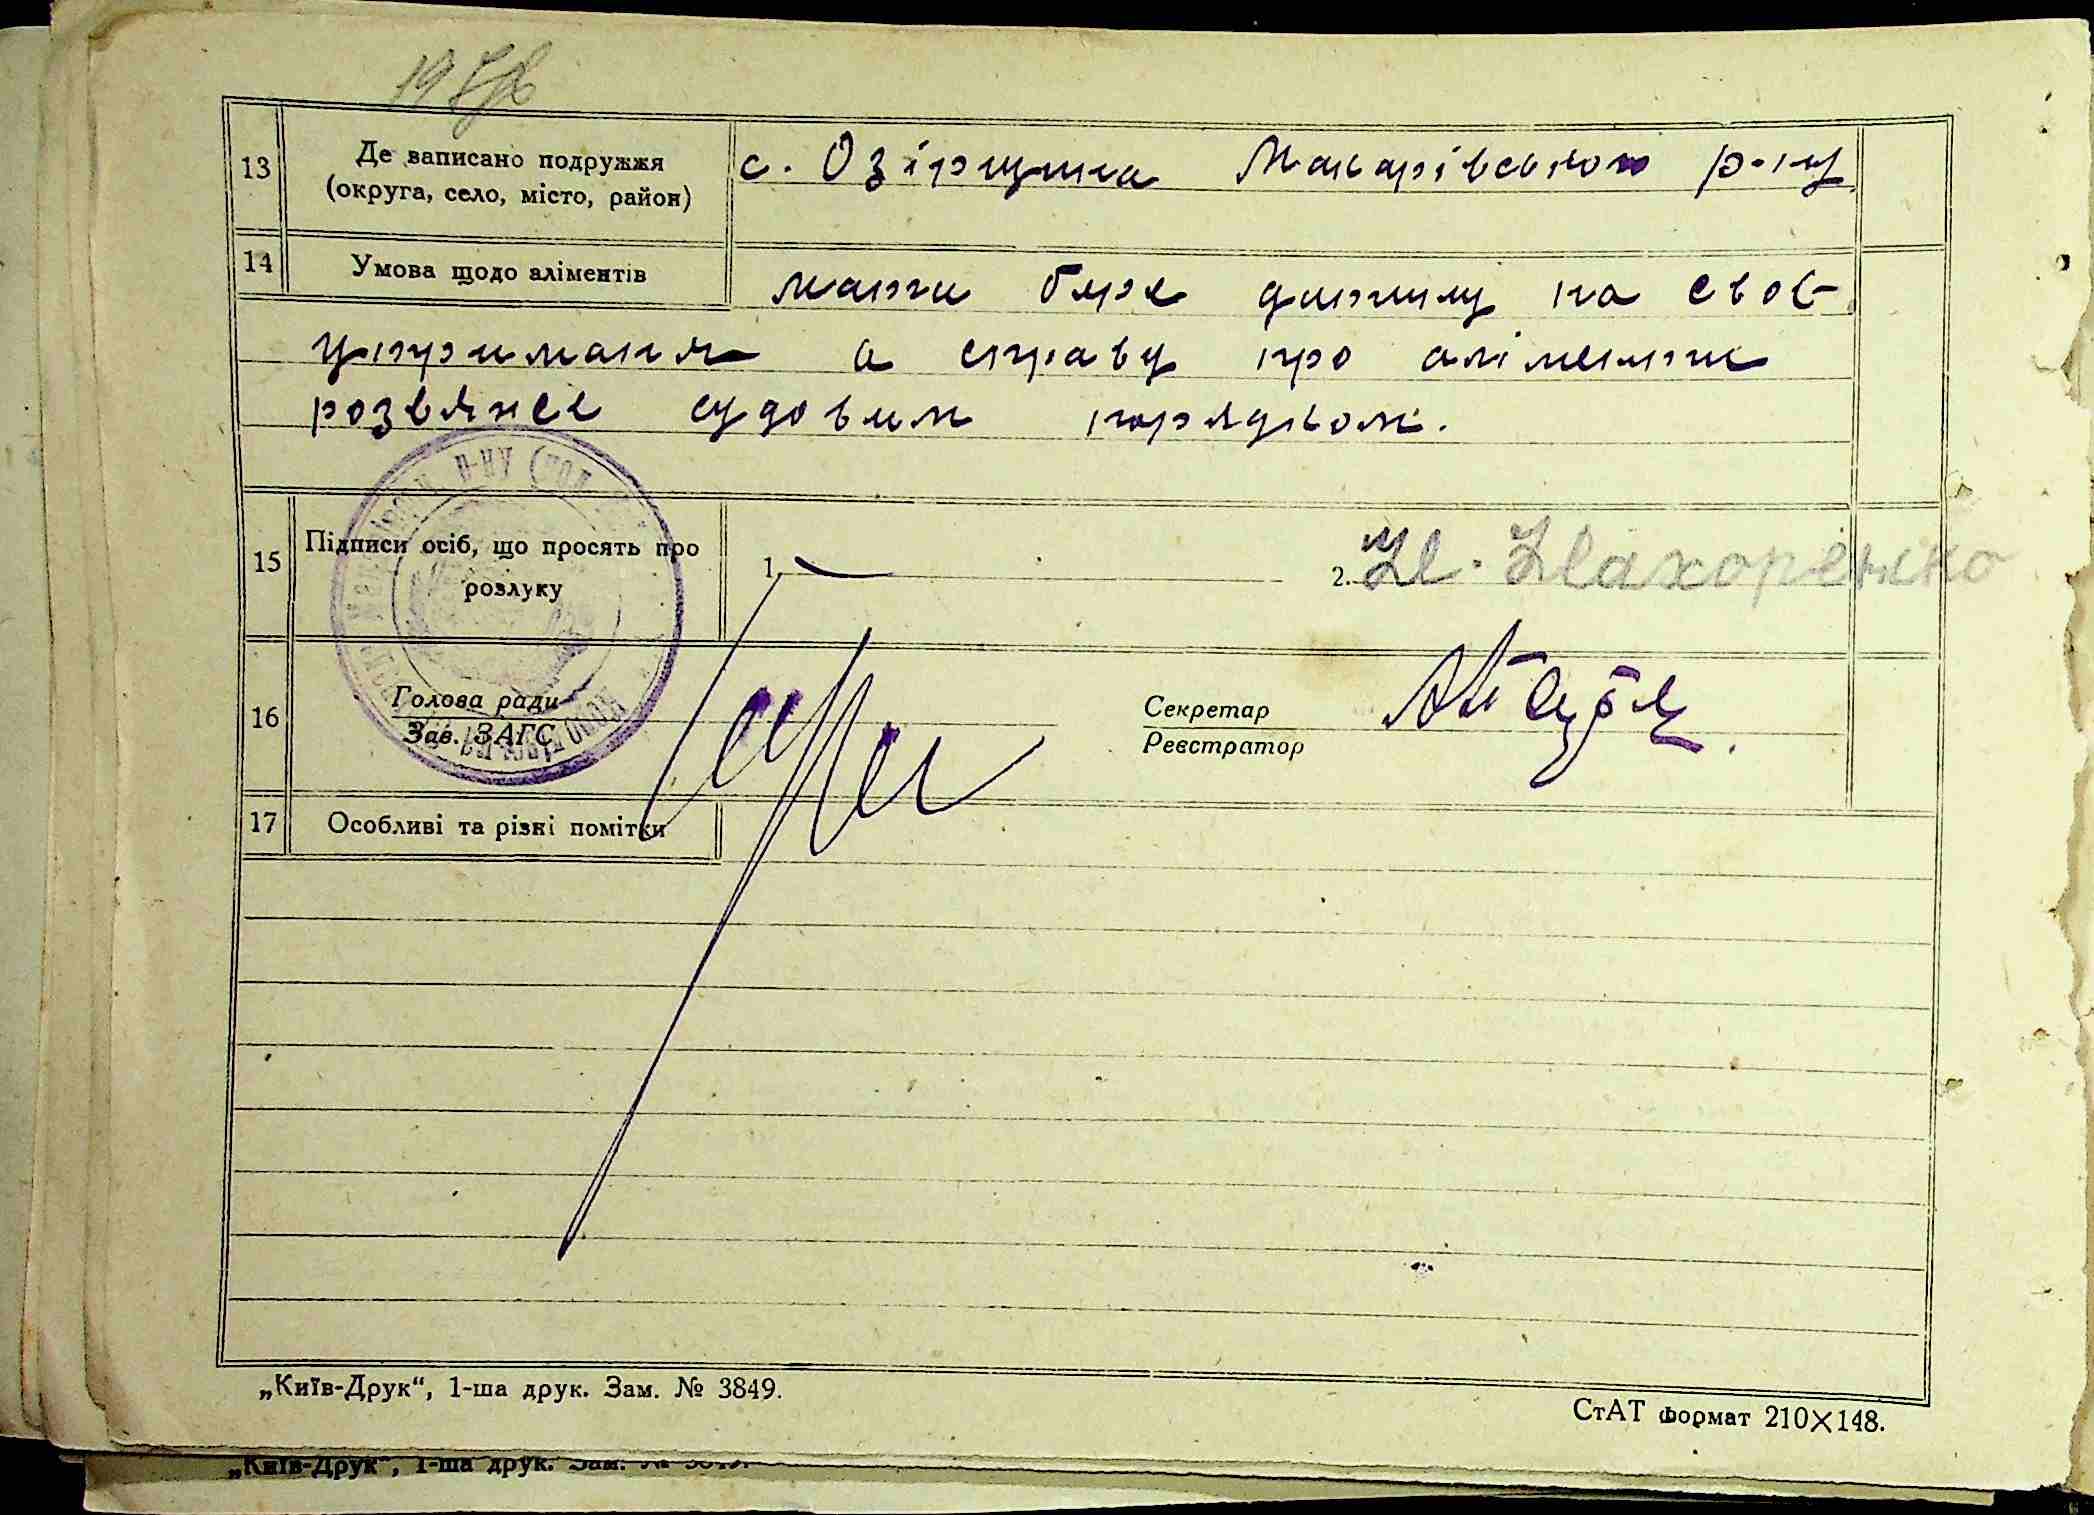 13
Де записано подружжя
(округа, село, місто, район)
с. Озірщина Макарівського р-ну
14
Умова щодо аліментів
мати бере дитину на своє
утримання а справу про аліменти
розвяже судовим порядком.
15
Підписи осіб, що просять про
розлуку
1.
2.
16
Голова ради
Зав. ЗАГС
Секретар
Реєстратор
17
Особливі та різні помітки
„Київ-Друк“, 1-ша друк. Зам. № 3849.
СтАТ формат 210×148.
„Київ-Друк“, 1-ша друк.